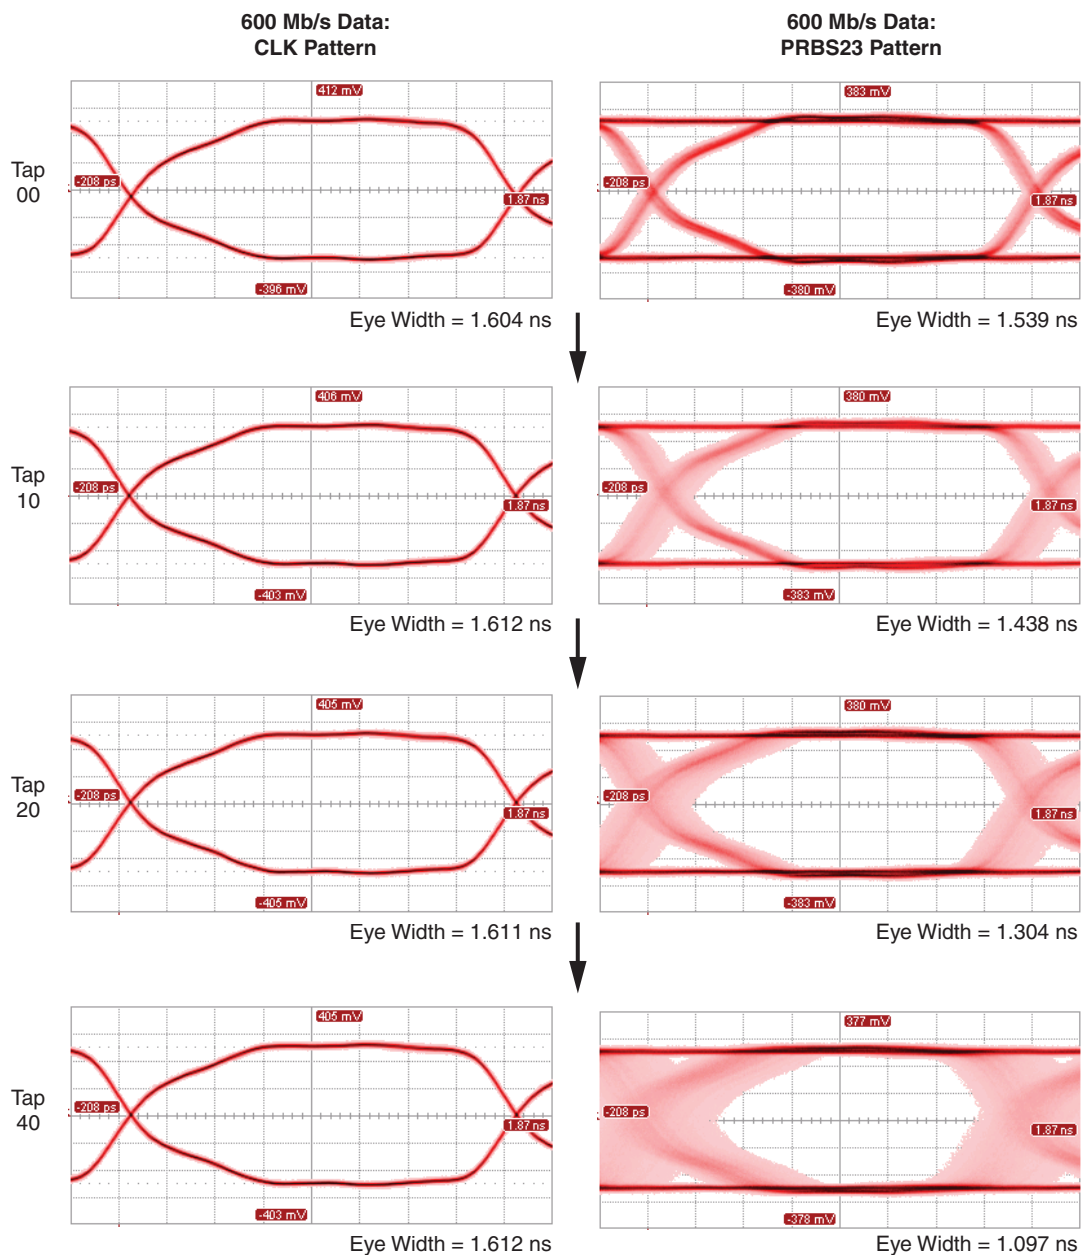 600 Mb/s Data:
CLK Pattern
600 Mb/s Data:
PRBS23 Pattern
Tap
00
412 mV
-208 ps
1.87 ns
-396 mV
Eye Width = 1.604 ns
383 mV
-208 ps
1.87 ns
-380 mV
Eye Width = 1.539 ns
Tap
10
406 mV
-208 ps
1.87 ns
-403 mV
Eye Width = 1.612 ns
380 mV
-208 ps
1.87 ns
-383 mV
Eye Width = 1.438 ns
Tap
20
405 mV
-208 ps
1.87 ns
-405 mV
Eye Width = 1.611 ns
380 mV
-208 ps
1.87 ns
-383 mV
Eye Width = 1.304 ns
Tap
40
405 mV
-208 ps
1.87 ns
-403 mV
Eye Width = 1.612 ns
377 mV
-208 ps
1.87 ns
-378 mV
Eye Width = 1.097 ns